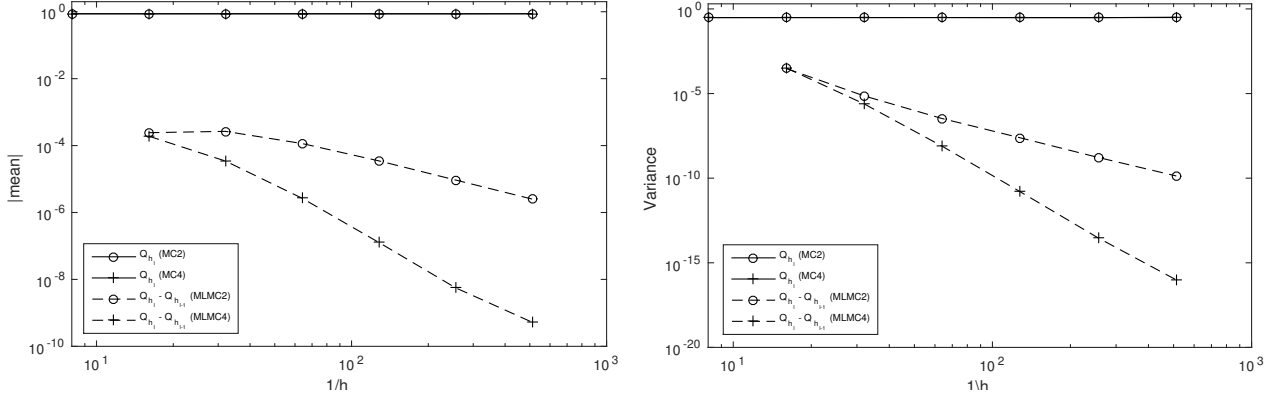 10^0
10^-2
10^-4
10^-6
10^-8
10^-10
|mean|
Q_{h_l} (MC2)
Q_{h_l} (MC4)
Q_{h_l} - Q_{h_{l-1}} (MLMC2)
Q_{h_l} - Q_{h_{l-1}} (MLMC4)
10^1
10^2
10^3
1/h
10^0
10^-5
10^-10
10^-15
10^-20
Variance
Q_{h_l} (MC2)
Q_{h_l} (MC4)
Q_{h_l} - Q_{h_{l-1}} (MLMC2)
Q_{h_l} - Q_{h_{l-1}} (MLMC4)
10^1
10^2
10^3
1\h